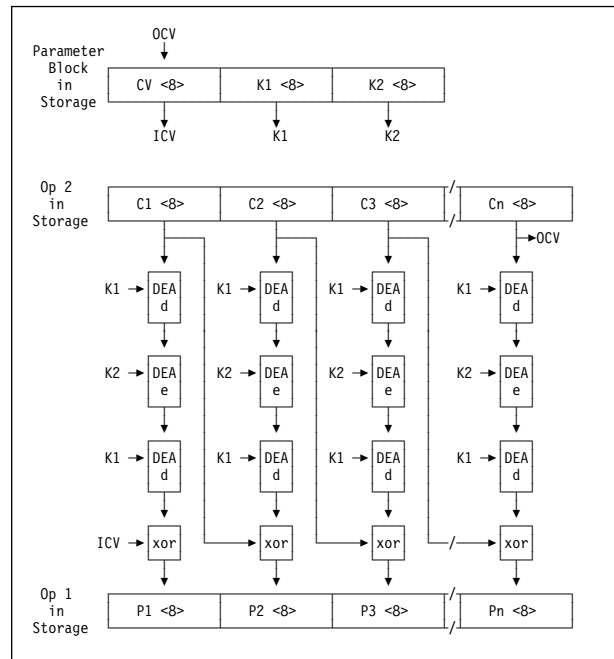 OCV
Parameter
Block
in
Storage
CV <8> K1 <8> K2 <8>
ICV K1 K2
Op 2
in
Storage
C1 <8> C2 <8> C3 <8> / / Cn <8>
OCV
K1 DEA d K1 DEA d K1 DEA d K1 DEA d
K2 DEA e K2 DEA e K2 DEA e K2 DEA e
K1 DEA d K1 DEA d K1 DEA d K1 DEA d
ICV xor xor xor / xor
Op 1
in
Storage
P1 <8> P2 <8> P3 <8> / / Pn <8>